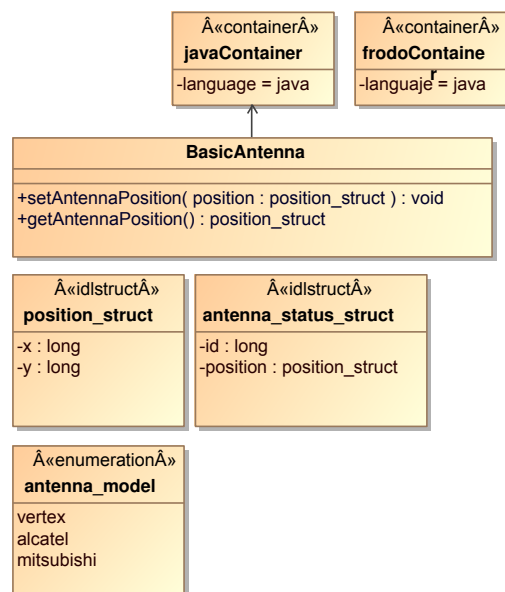 Â«containerÂ»
javaContainer
-language = java
Â«containerÂ»
frodoContaine
r
-languaje = java
BasicAntenna
+setAntennaPosition( position : position_struct ) : void
+getAntennaPosition() : position_struct
Â«idlstructÂ»
position_struct
-x : long
-y : long
Â«idlstructÂ»
antenna_status_struct
-id : long
-position : position_struct
Â«enumerationÂ»
antenna_model
vertex
alcatel
mitsubishi